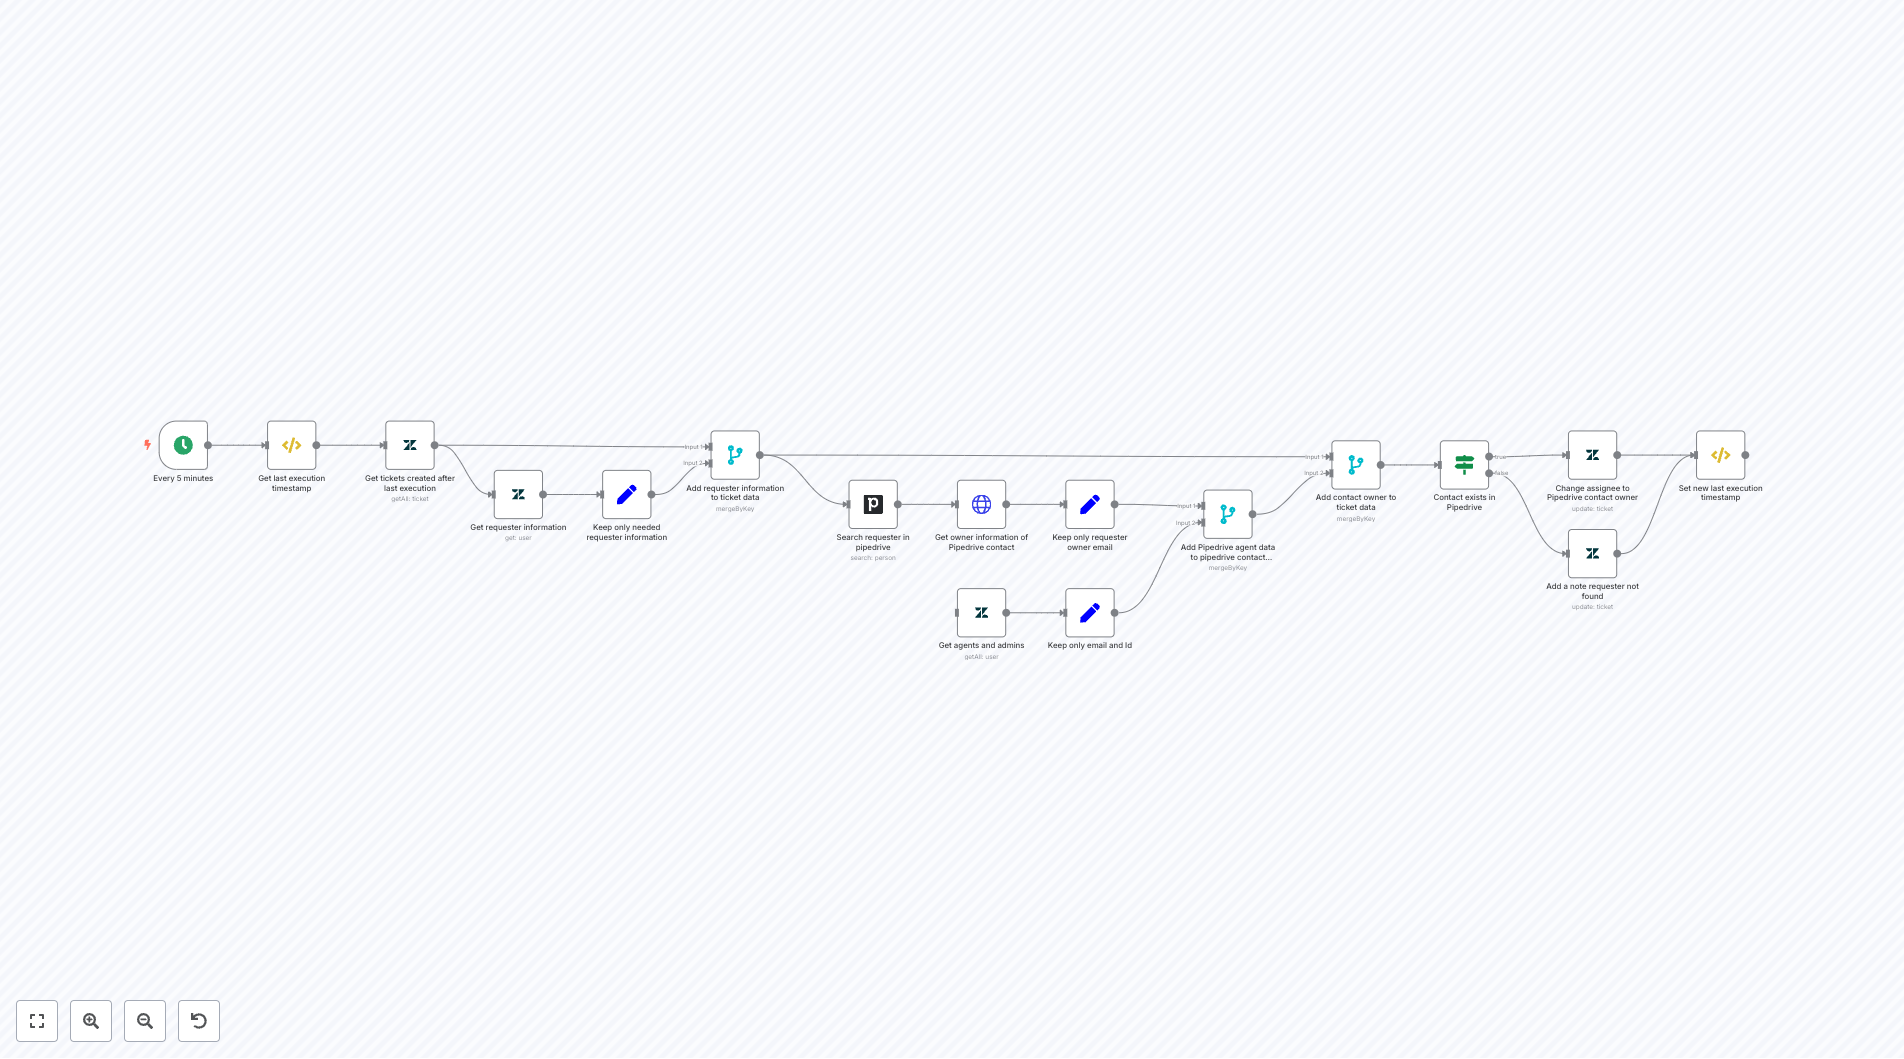 Every 5 minutes
Get last execution
timestamp
Get tickets created after
last execution
getAll: ticket
Get requester information
get: user
Keep only needed
requester information
Input 1
Input 2
Add requester information
to ticket data
mergeByKey
Search requester in
pipedrive
search: person
Get owner information of
Pipedrive contact
Keep only requester
owner email
Get agents and admins
getAll: user
Keep only email and Id
Input 1
Input 2
Add Pipedrive agent data
to pipedrive contact...
mergeByKey
Input 1
Input 2
Add contact owner to
ticket data
mergeByKey
Contact exists in
Pipedrive
true
false
Change assignee to
Pipedrive contact owner
update: ticket
Add a note requester not
found
update: ticket
Set new last execution
timestamp